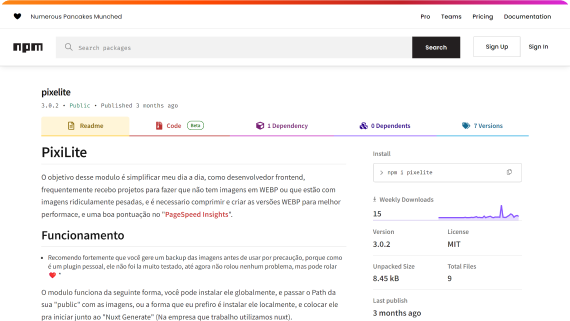 Numerous Pancakes Munched
Pro Teams Pricing Documentation
npm Search packages Search Sign Up Sign In
pixelite
3.0.2 • Public • Published 3 months ago
Readme Code Beta 1 Dependency 0 Dependents 7 Versions
PixiLite
O objetivo desse modulo é simplificar meu dia a dia, como desenvolvedor frontend,
frequentemente recebo projetos para fazer que não tem imagens em WEBP ou que estão com
imagens ridiculamente pesadas, e é necesario comprimir e criar as versões WEBP para melhor
performace, e uma boa pontuação no "PageSpeed Insights".
Funcionamento
• Recomendo fortemente que você gere um backup das imagens antes de usar por precaução, porque como
é um plugin pessoal, ele não foi la muito testado, até agora não rolou nenhum problema, mas pode rolar
❤️ "
O modulo funciona da seguinte forma, você pode instalar ele globalmente, e passar o Path da
sua "public" com as imagens, ou a forma que eu prefiro é instalar ele localmente, e colocar ele
pra iniciar junto ao "Nuxt Generate" (Na empresa que trabalho utilizamos nuxt).
Install
> npm i pixelite
Weekly Downloads
15
Version License
3.0.2 MIT
Unpacked Size Total Files
8.45 kB 9
Last publish
3 months ago